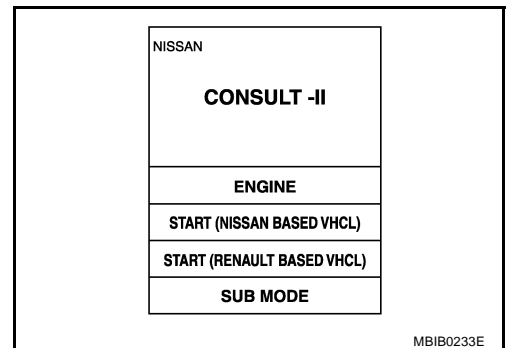 NISSAN
CONSULT -II
ENGINE
START (NISSAN BASED VHCL)
START (RENAULT BASED VHCL)
SUB MODE
MBIB0233E